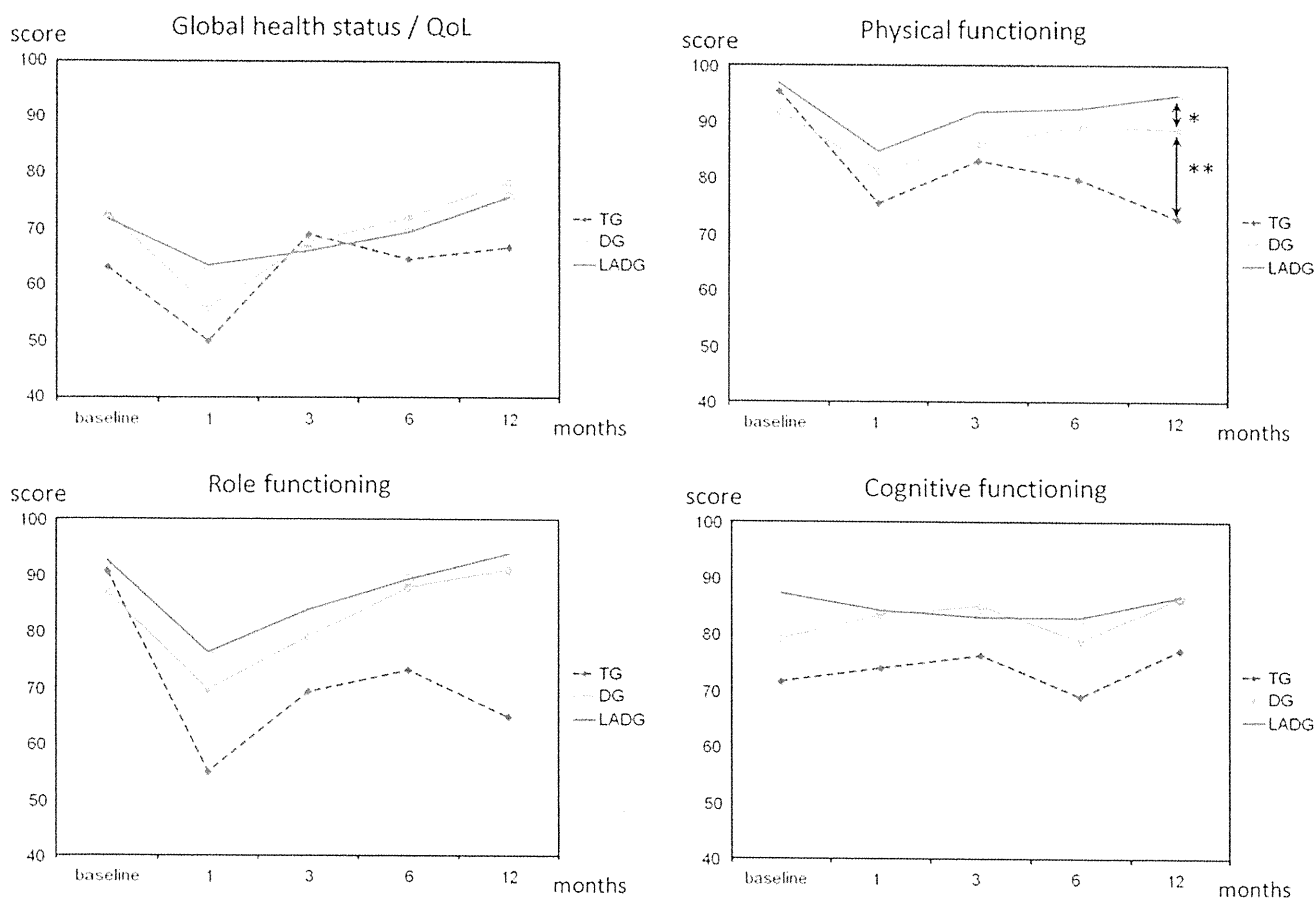 Global health status / QoL
score
100
90
80
70
60
50
40
baseline 1 3 6 12
months
TG
DG
LADG
Physical functioning
score
100
90
80
70
60
50
40
baseline 1 3 6 12
months
*
**
TG
DG
LADG
Role functioning
score
100
90
80
70
60
50
40
baseline 1 3 6 12
months
TG
DG
LADG
Cognitive functioning
score
100
90
80
70
60
50
40
baseline 1 3 6 12
months
TG
DG
LADG